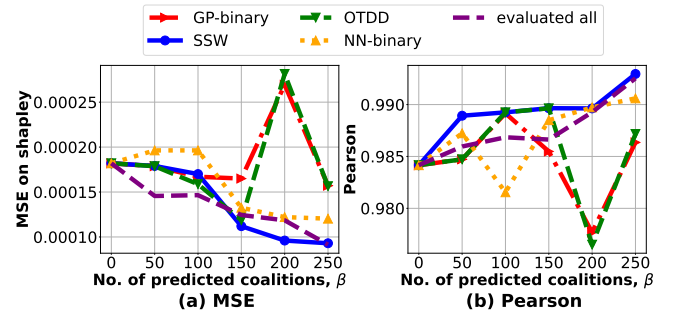 GP-binary
OTDD
evaluated all
SSW
NN-binary
MSE on shapley
0.00025
0.00020
0.00015
0.00010
0 50 100 150 200 250
No. of predicted coalitions, β
(a) MSE
Pearson
0.990
0.985
0.980
0 50 100 150 200 250
No. of predicted coalitions, β
(b) Pearson